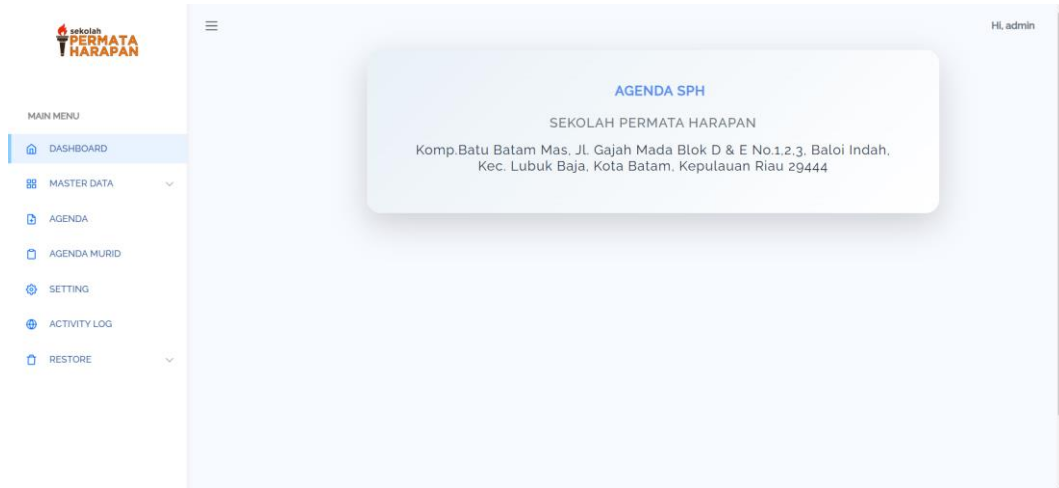 sekolah
PERMATA
HARAPAN
Hi, admin
MAIN MENU
DASHBOARD
MASTER DATA
AGENDA
AGENDA MURID
SETTING
ACTIVITY LOG
RESTORE
AGENDA SPH
SEKOLAH PERMATA HARAPAN
Komp.Batu Batam Mas, Jl. Gajah Mada Blok D & E No.1,2,3, Baloi Indah,
Kec. Lubuk Baja, Kota Batam, Kepulauan Riau 29444